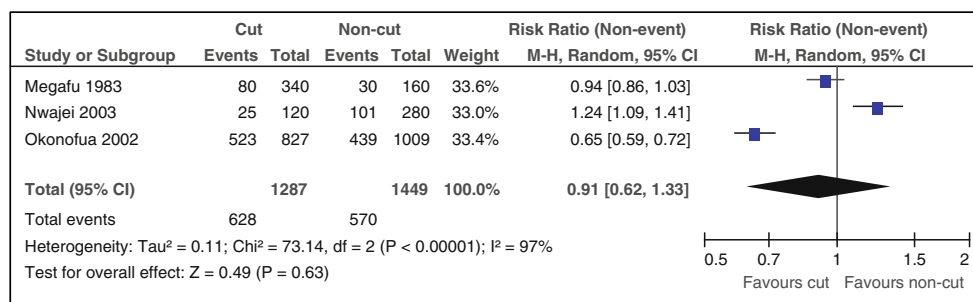 Cut Non-cut Risk Ratio (Non-event) Risk Ratio (Non-event)
Study or Subgroup Events Total Events Total Weight M-H, Random, 95% CI M-H, Random, 95% CI
Megafu 1983 80 340 30 160 33.6% 0.94 [0.86, 1.03]
Nwajei 2003 25 120 101 280 33.0% 1.24 [1.09, 1.41]
Okonofua 2002 523 827 439 1009 33.4% 0.65 [0.59, 0.72]
Total (95% CI) 1287 1449 100.0% 0.91 [0.62, 1.33]
Total events 628 570
Heterogeneity: Tau² = 0.11; Chi² = 73.14, df = 2 (P < 0.00001); I² = 97%
Test for overall effect: Z = 0.49 (P = 0.63)
0.5 0.7 1 1.5 2
Favours cut Favours non-cut